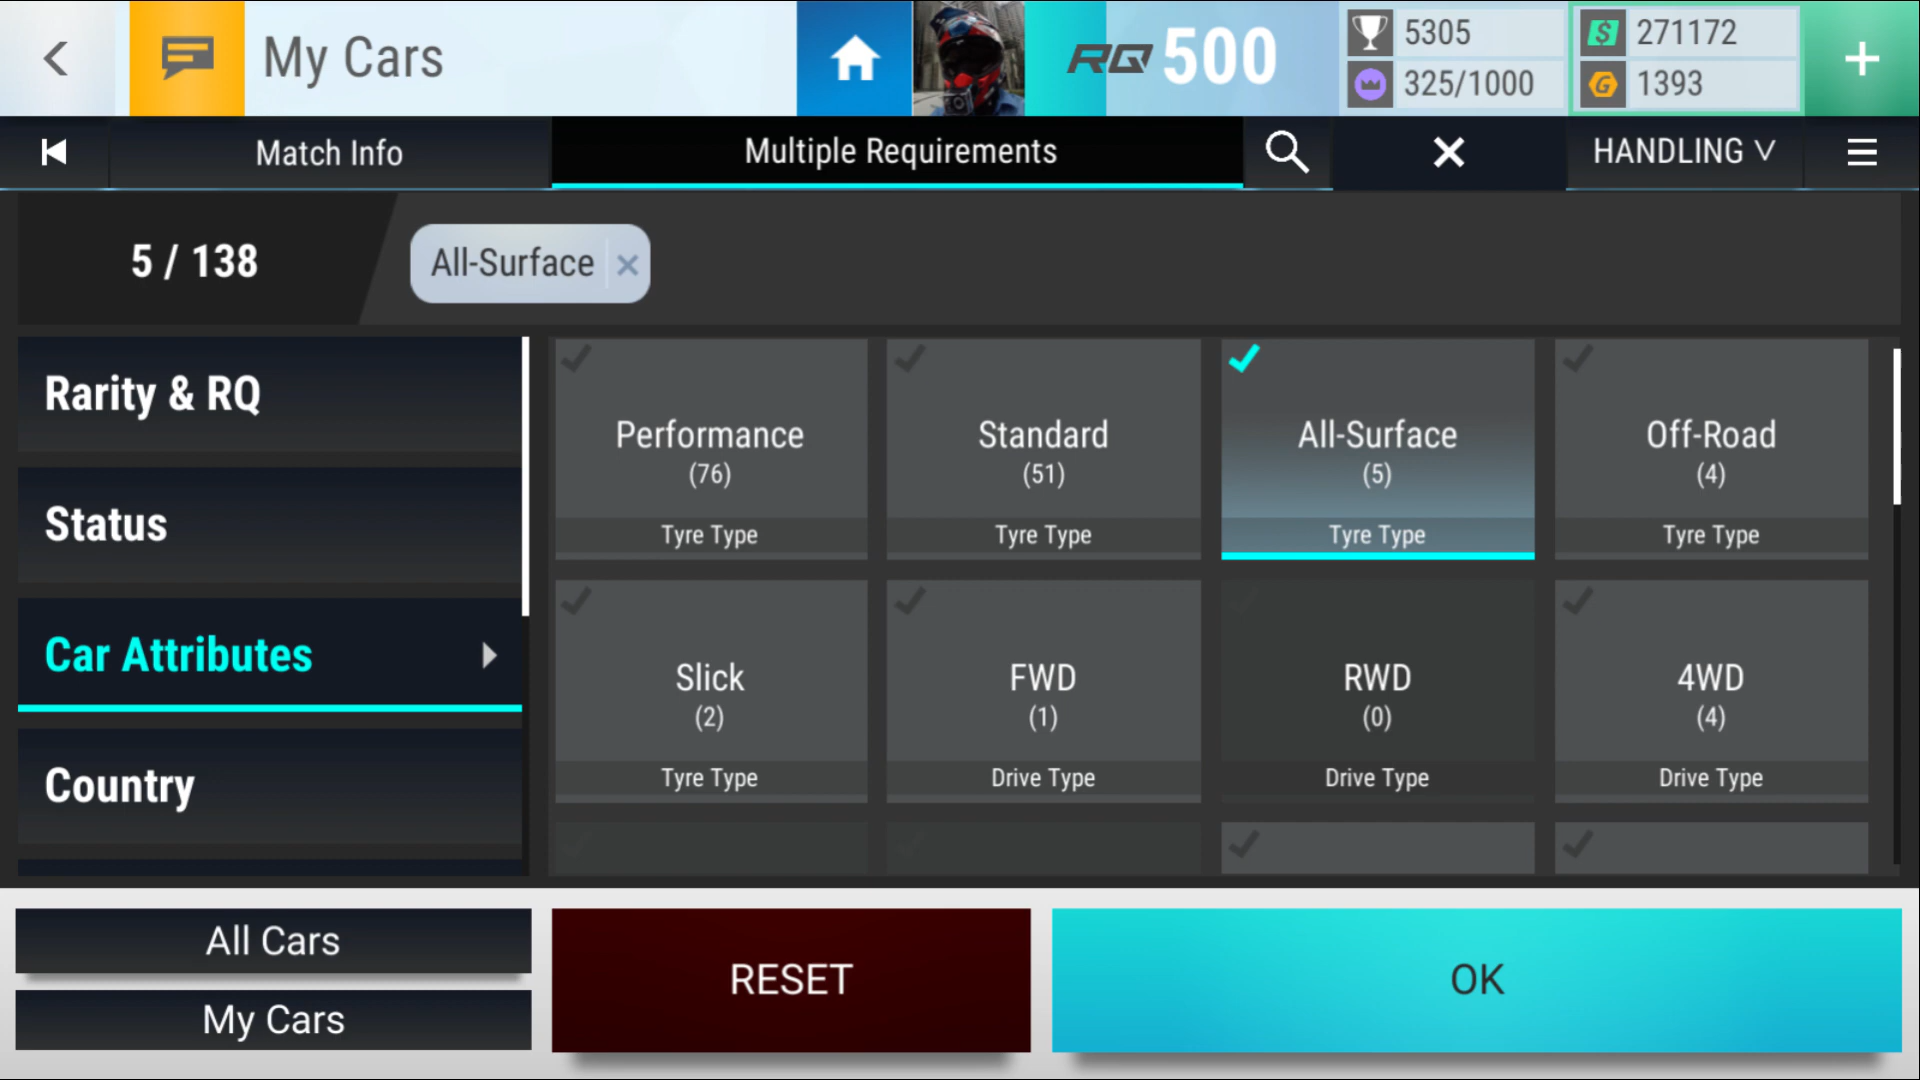 My Cars
RQ 500
5305
325/1000
271172
1393
Match Info
Multiple Requirements
HANDLING
5 / 138
All-Surface
Rarity & RQ
Status
Car Attributes
Country
Performance
(76)
Tyre Type
Standard
(51)
Tyre Type
All-Surface
(5)
Tyre Type
Off-Road
(4)
Tyre Type
Slick
(2)
Tyre Type
FWD
(1)
Drive Type
RWD
(0)
Drive Type
4WD
(4)
Drive Type
All Cars
My Cars
RESET
OK